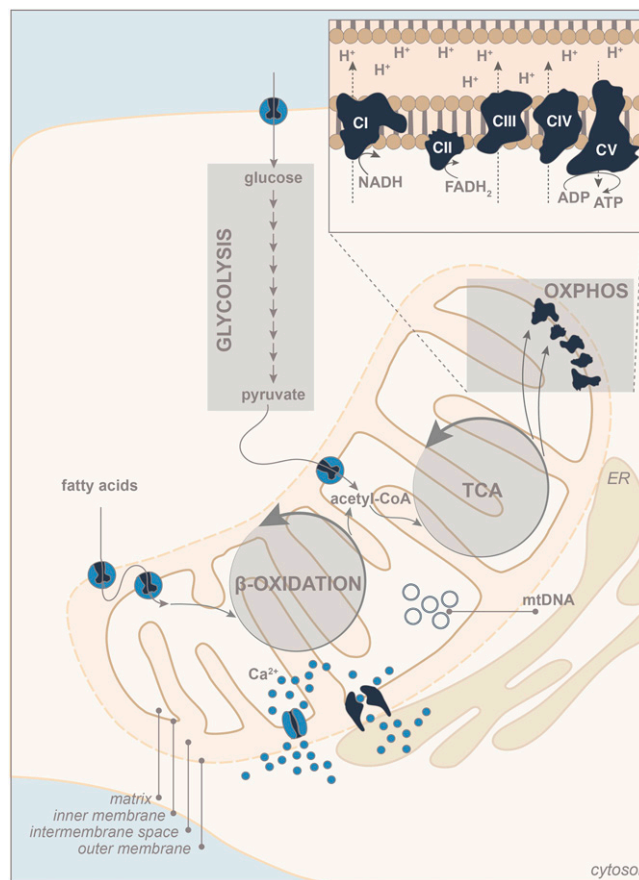 H⁺ H⁺ H⁺ H⁺ H⁺ H⁺
H⁺ H⁺ H⁺
CI
CII
CIII
CIV
CV
NADH
FADH₂
ADP
ATP
glucose
GLYCOLYSIS
pyruvate
OXPHOS
fatty acids
acetyl-CoA
TCA
ER
β-OXIDATION
mtDNA
Ca²⁺
matrix
inner membrane
intermembrane space
outer membrane
cytosol